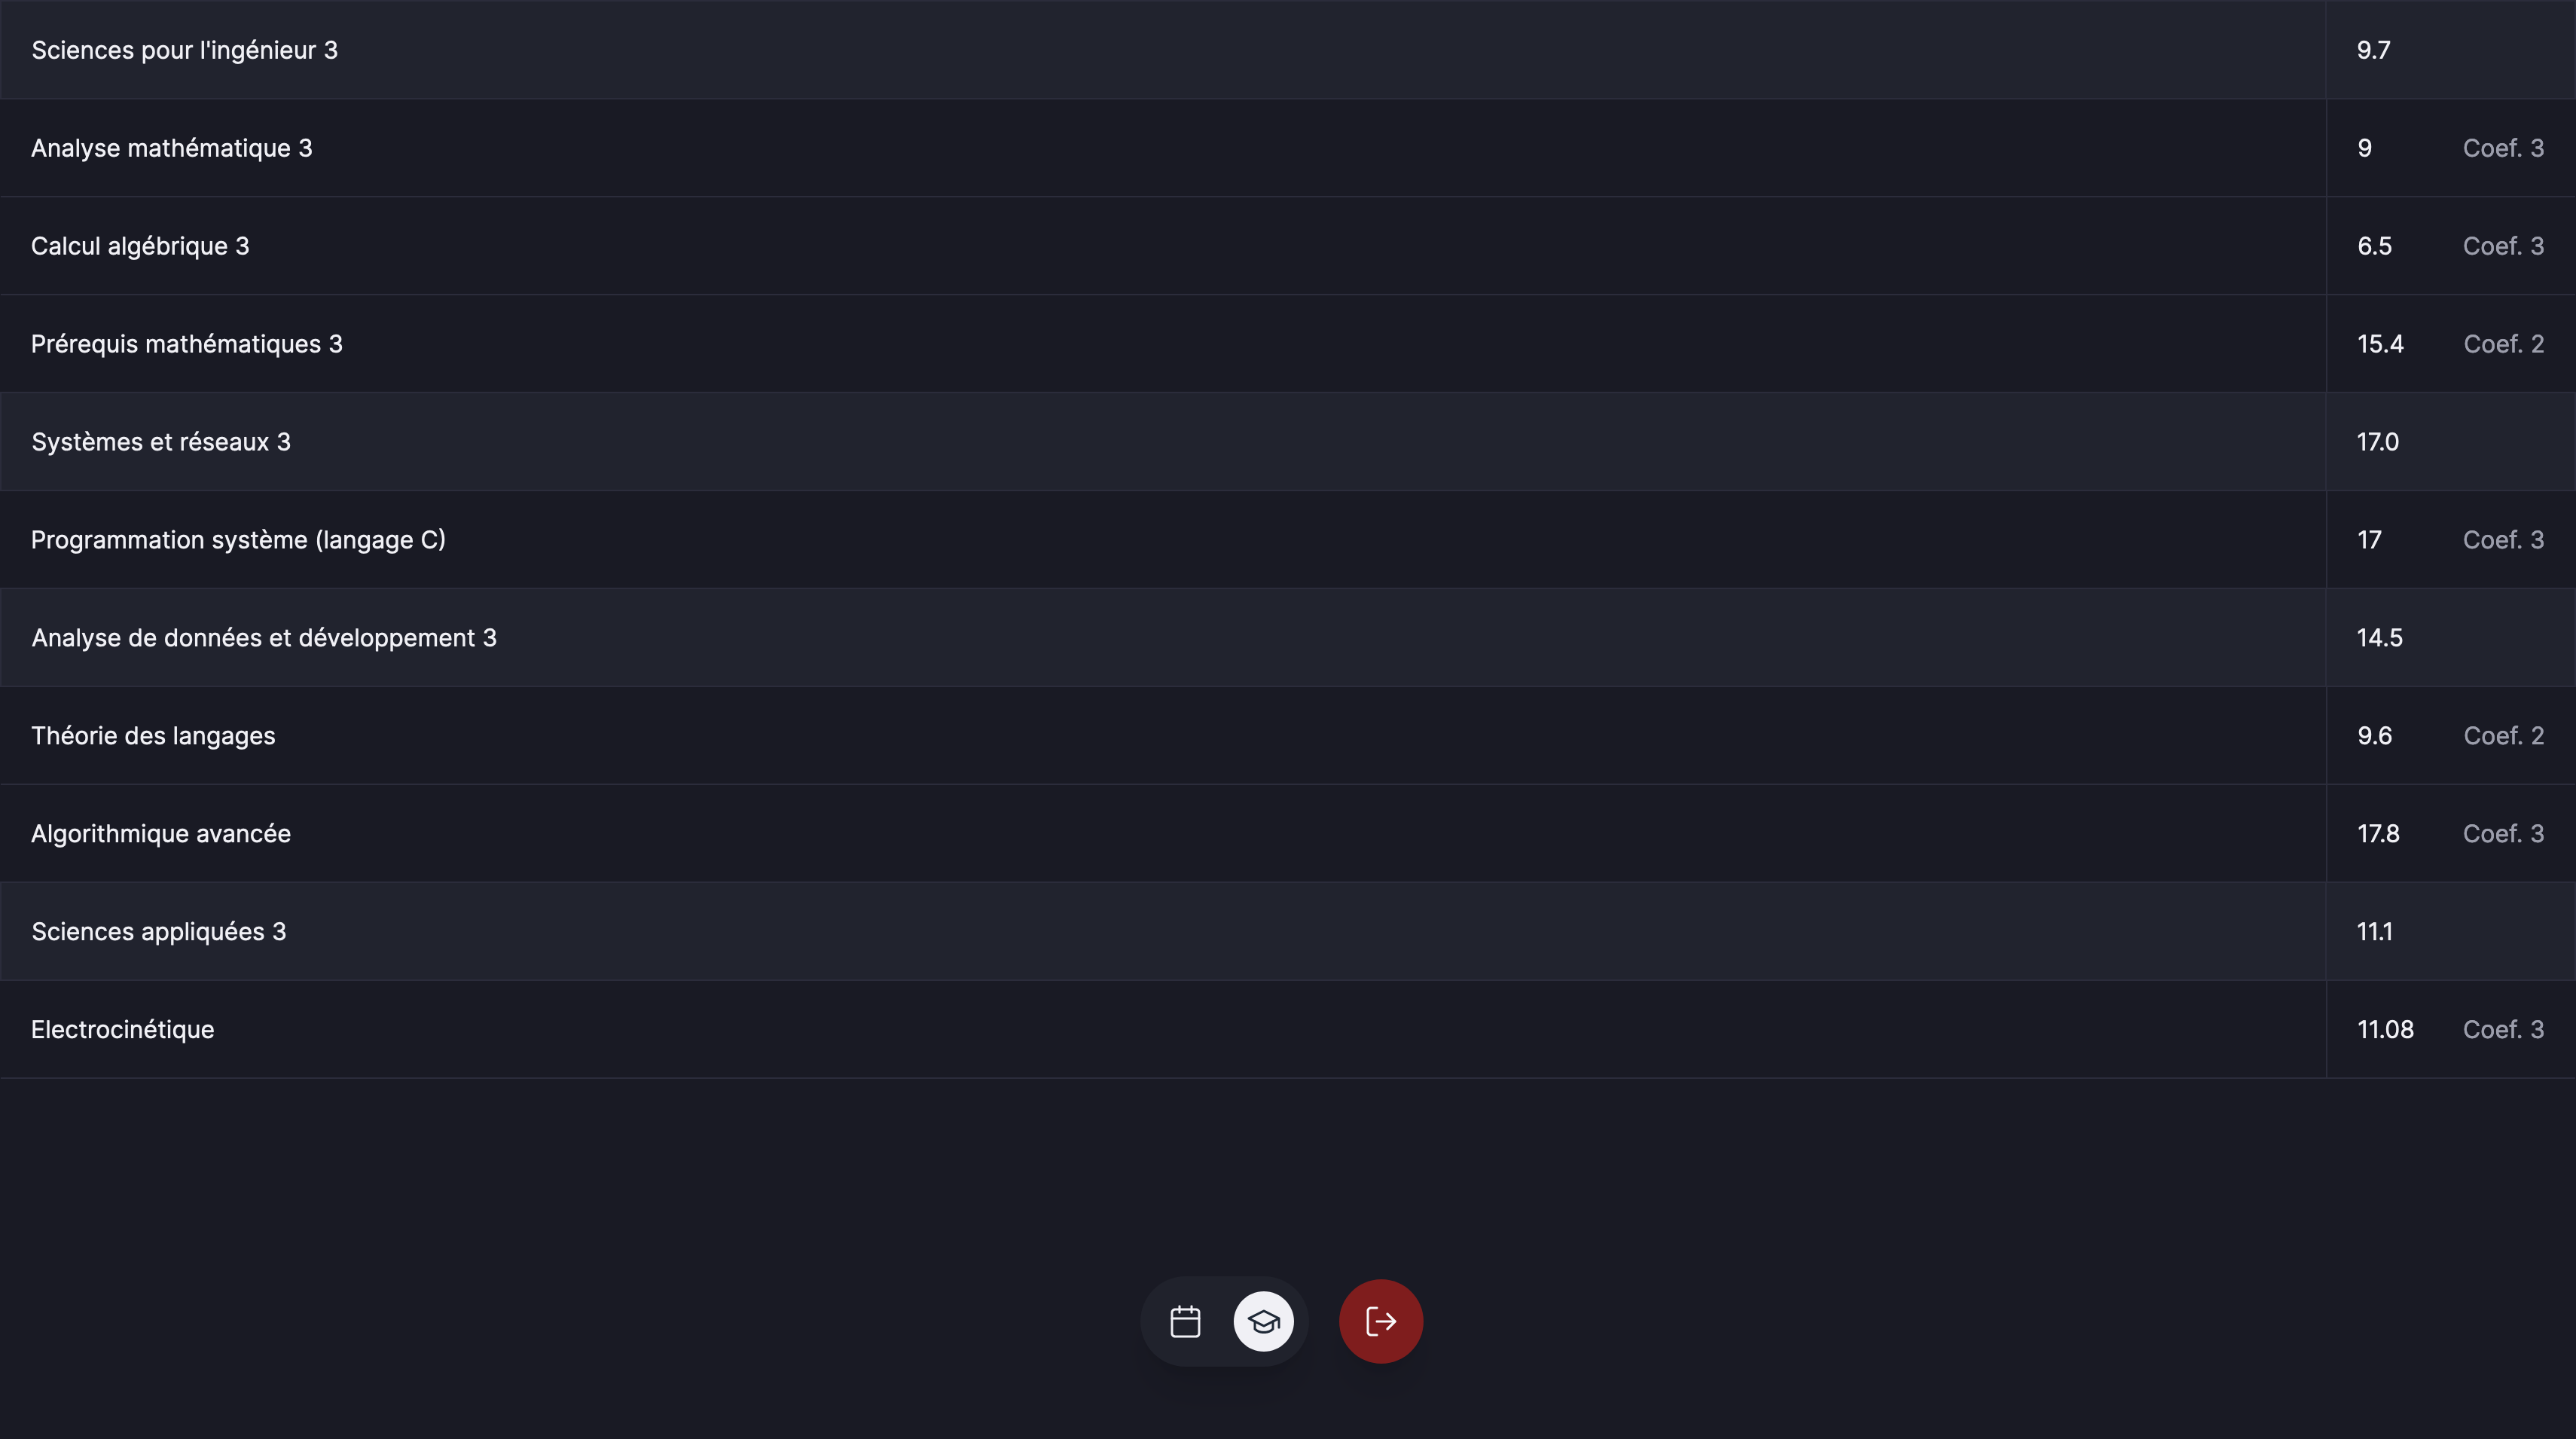 Sciences pour l'ingénieur 3 9.7
Analyse mathématique 3 9 Coef. 3
Calcul algébrique 3 6.5 Coef. 3
Prérequis mathématiques 3 15.4 Coef. 2
Systèmes et réseaux 3 17.0
Programmation système (langage C) 17 Coef. 3
Analyse de données et développement 3 14.5
Théorie des langages 9.6 Coef. 2
Algorithmique avancée 17.8 Coef. 3
Sciences appliquées 3 11.1
Electrocinétique 11.08 Coef. 3